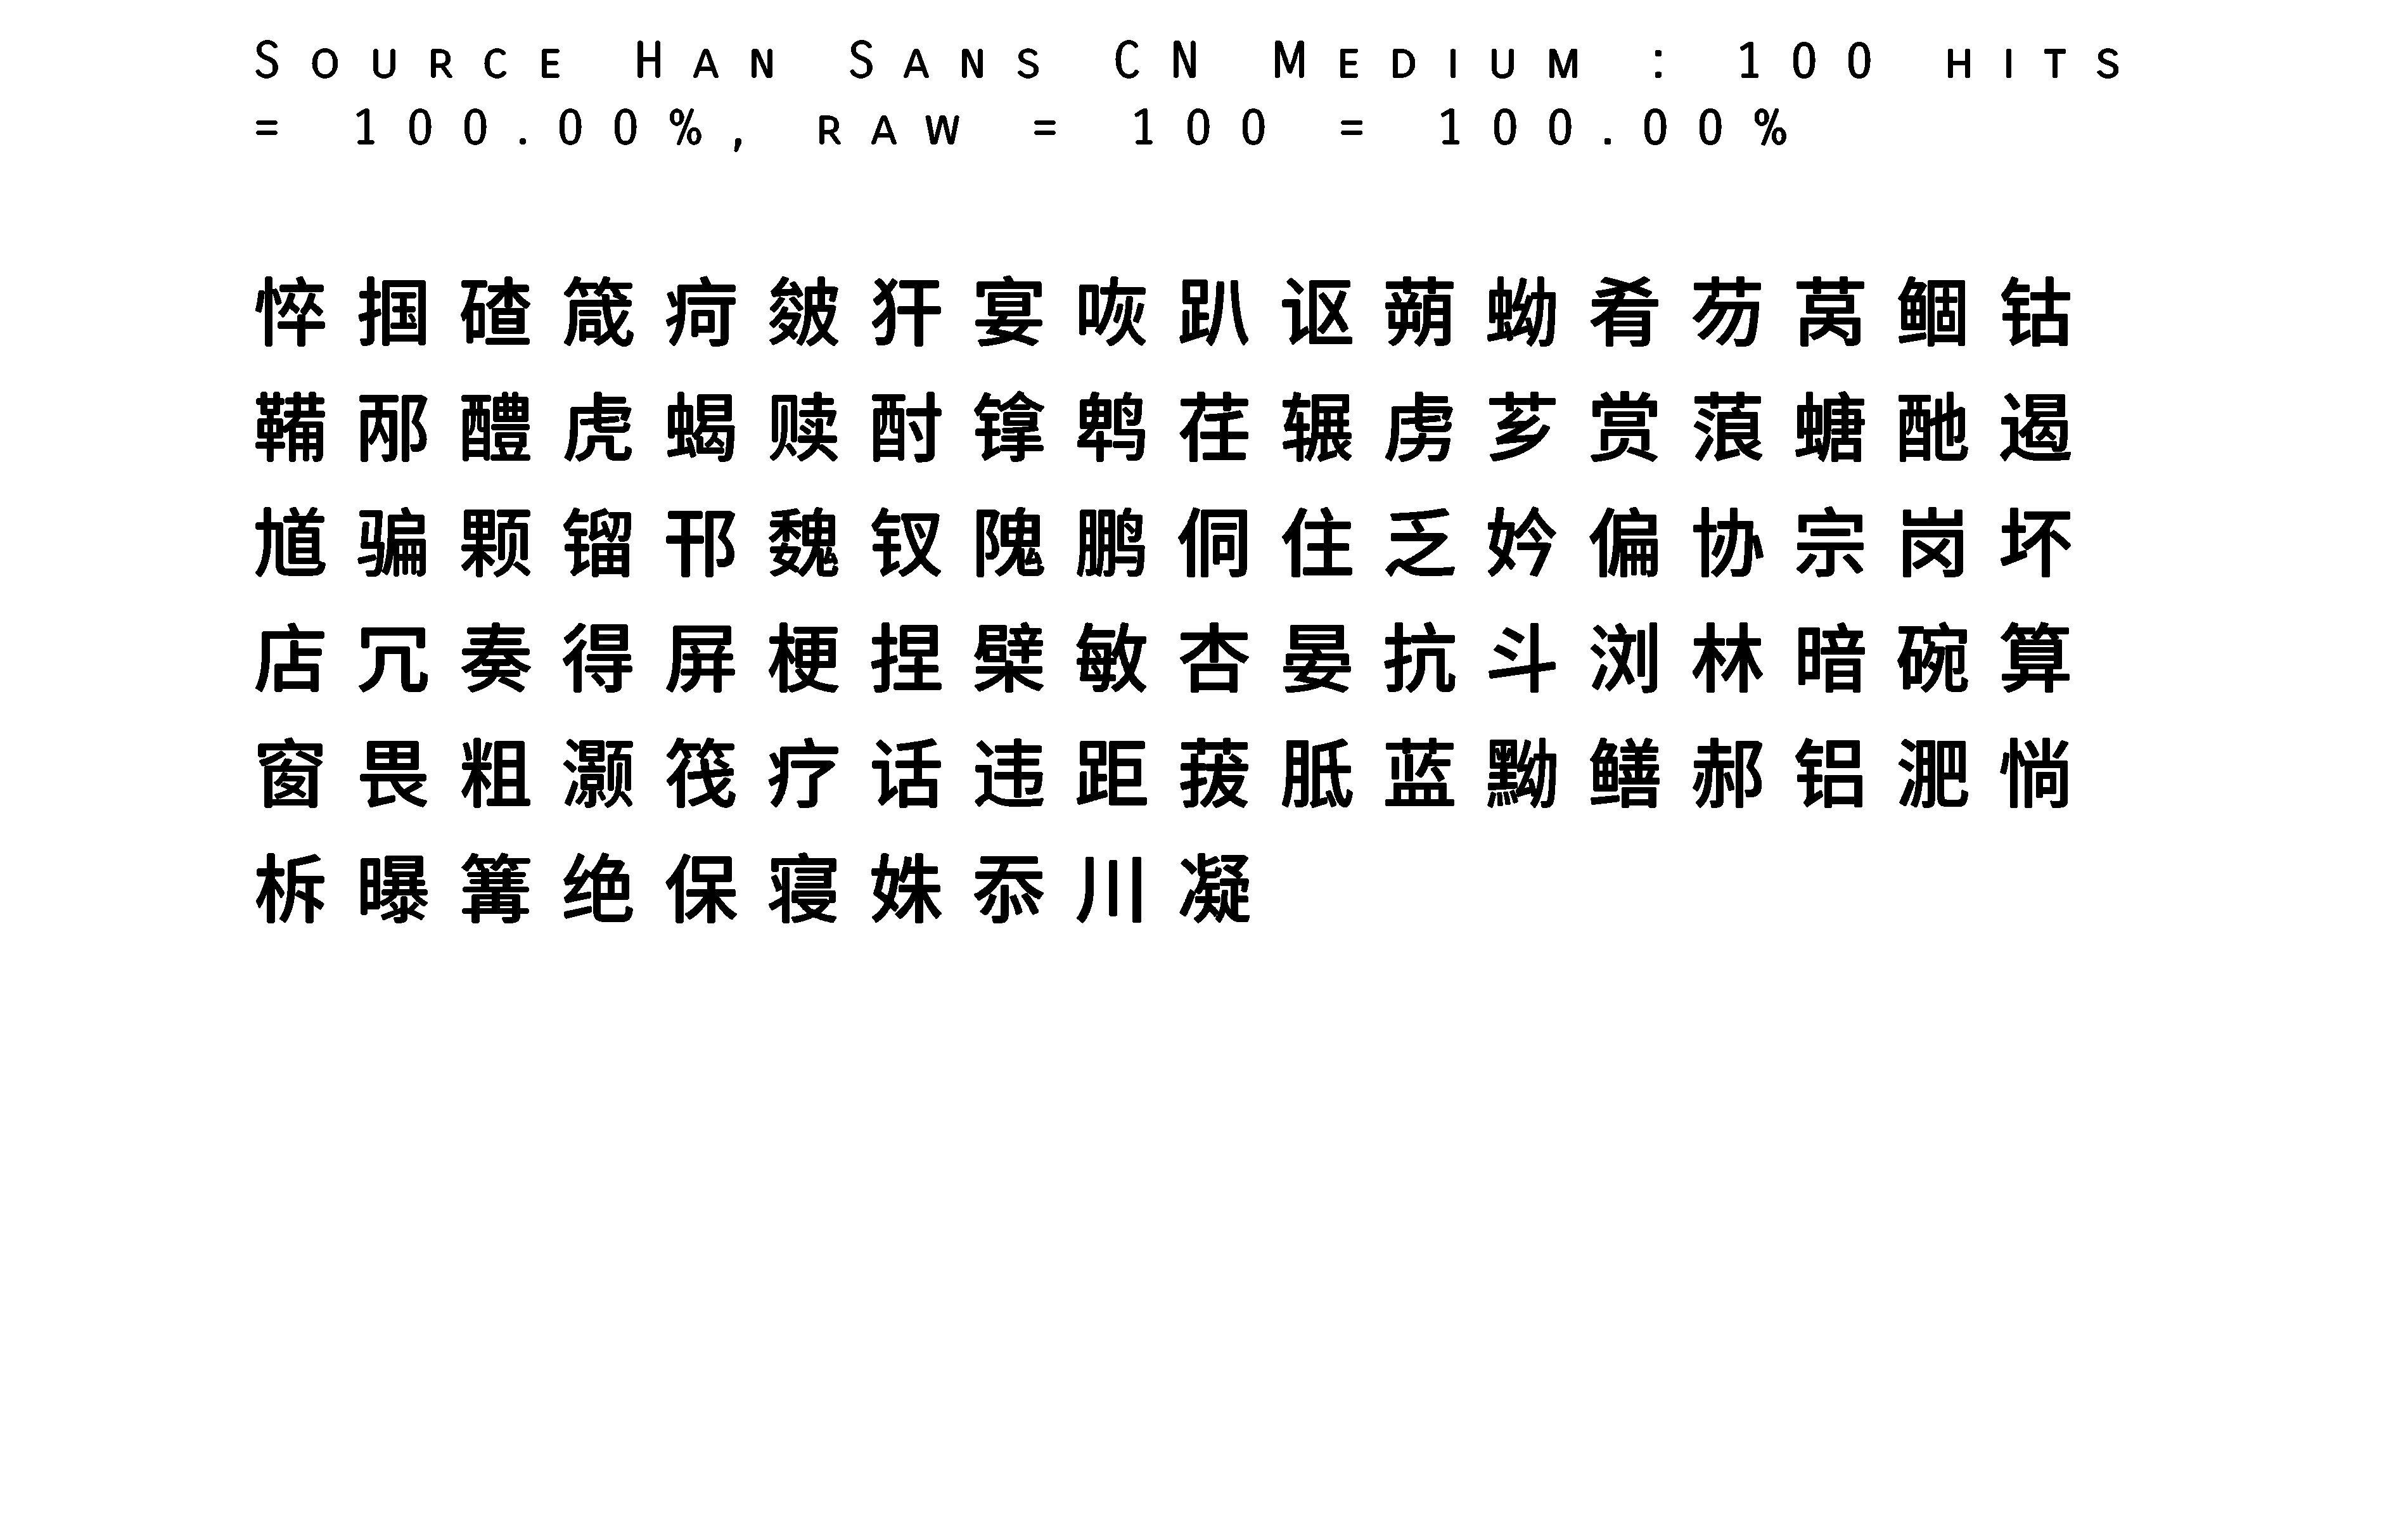 Source Han Sans CN Medium : 100 hits
= 100.00%, raw = 100 = 100.00%
悴掴碴箴疴皴犴宴咴趴讴蒴蚴肴芴莴鲴钴
鞴邴醴虎蝎赎酎镎鹎荏辗虏芗赏蒗螗酏遏
馗骗颗镏邗魏钗隗鹏侗住乏妗偏协宗岗坏
店冗奏得屏梗捏檗敏杏晏抗斗浏林暗碗算
窗畏粗灏筏疗话违距菝胝蓝黝鳝郝铝淝惝
柝曝篝绝保寝姝忝川凝